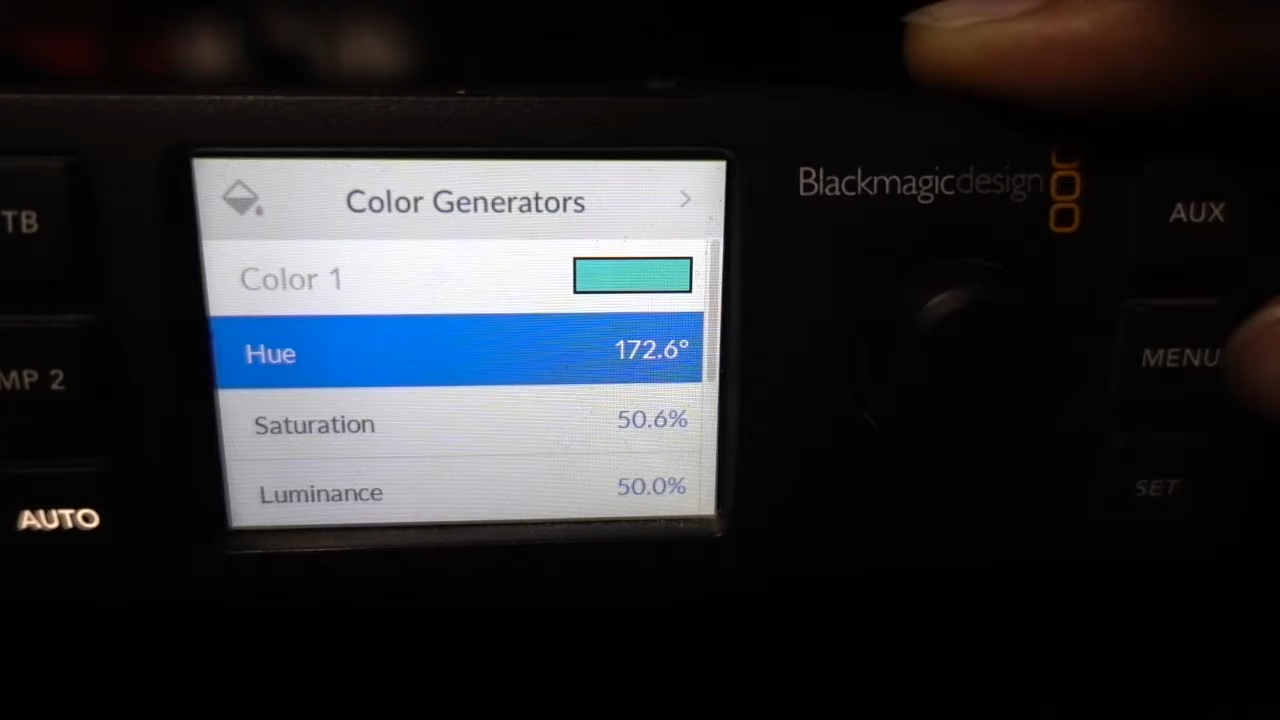 Color Generators
Color 1
Hue 172.6°
Saturation 50.6%
Luminance 50.0%
Blackmagicdesign
TB
MP 2
AUTO
AUX
MENU
SET